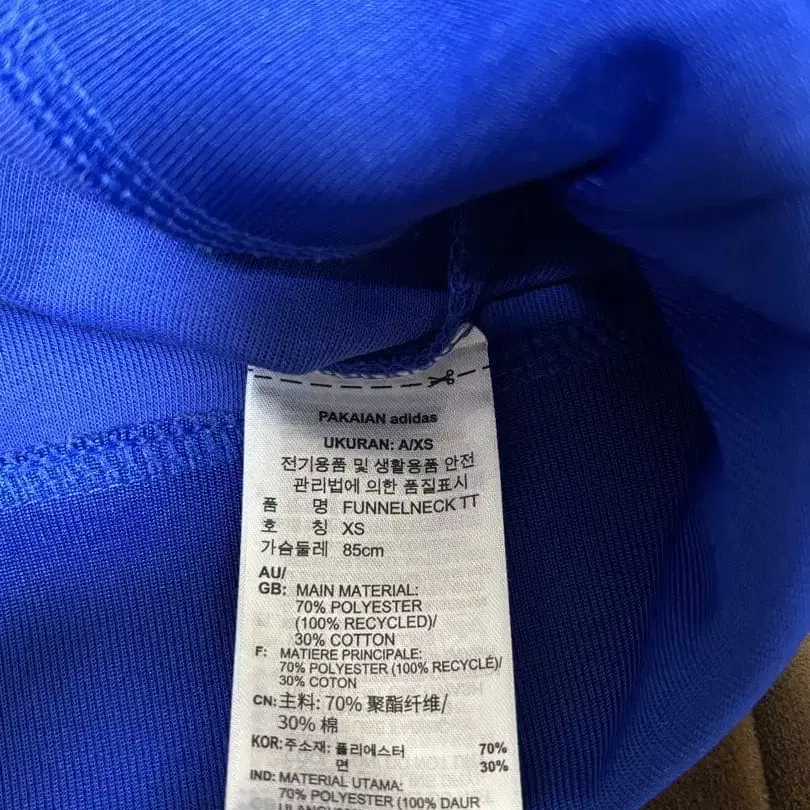 PAKAIAN adidas
UKURAN: A/XS
전기용품 및 생활용품 안전
관리법에 의한 품질표시
품 명 FUNNELNECK TT
호 칭 XS
가슴둘레 85cm
AU/
GB: MAIN MATERIAL:
70% POLYESTER
(100% RECYCLED)/
30% COTTON
F: MATIERE PRINCIPALE:
70% POLYESTER (100% RECYCLÉ)/
30% COTON
CN: 主料: 70% 聚酯纤维/
30% 棉
KOR: 주소재: 폴리에스터 70%
면 30%
IND: MATERIAL UTAMA:
70% POLYESTER (100% DAUR